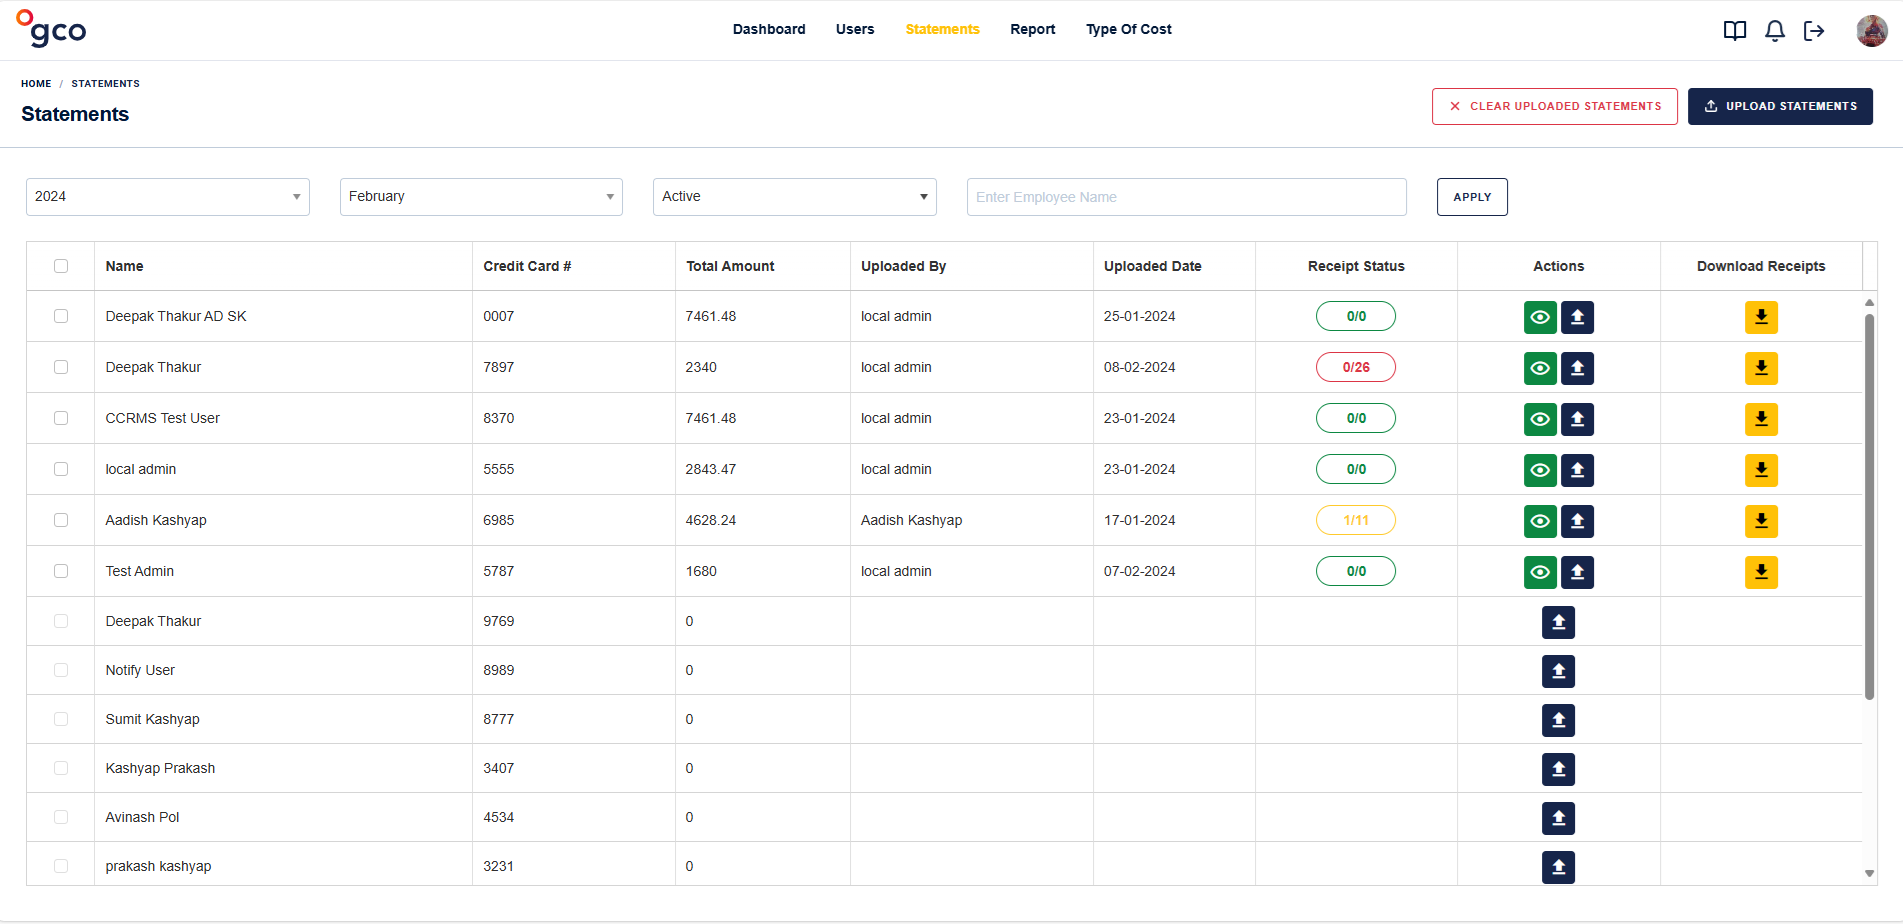 gco
Dashboard Users Statements Report Type Of Cost
HOME / STATEMENTS
Statements
CLEAR UPLOADED STATEMENTS UPLOAD STATEMENTS
2024 February Active Enter Employee Name APPLY
Name Credit Card # Total Amount Uploaded By Uploaded Date Receipt Status Actions Download Receipts
Deepak Thakur AD SK 0007 7461.48 local admin 25-01-2024 0/0
Deepak Thakur 7897 2340 local admin 08-02-2024 0/26
CCRMS Test User 8370 7461.48 local admin 23-01-2024 0/0
local admin 5555 2843.47 local admin 23-01-2024 0/0
Aadish Kashyap 6985 4628.24 Aadish Kashyap 17-01-2024 1/11
Test Admin 5787 1680 local admin 07-02-2024 0/0
Deepak Thakur 9769 0
Notify User 8989 0
Sumit Kashyap 8777 0
Kashyap Prakash 3407 0
Avinash Pol 4534 0
prakash kashyap 3231 0